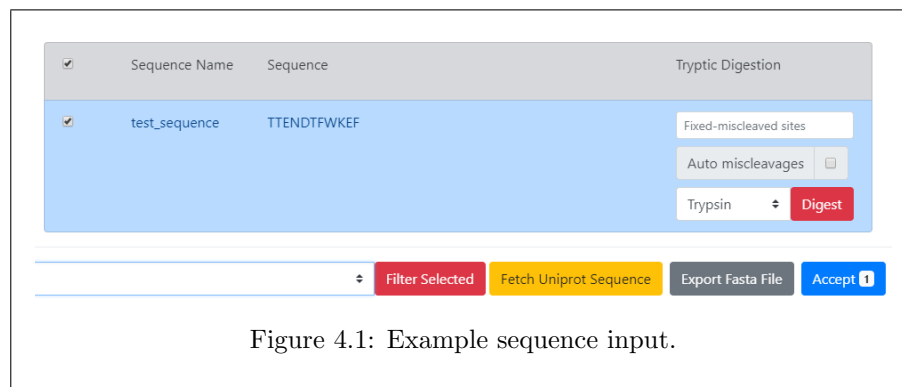 Sequence Name Sequence Tryptic Digestion
test_sequence TTENDTFWKEF
Fixed-miscleaved sites
Auto miscleavages
Trypsin Digest
Filter Selected Fetch Uniprot Sequence Export Fasta File Accept 1
Figure 4.1: Example sequence input.